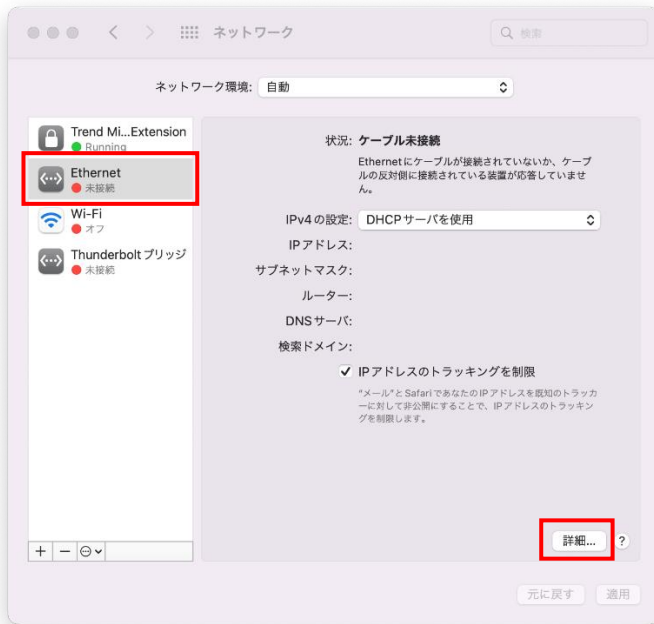 ネットワーク
検索
ネットワーク環境: 自動
Trend Mi...Extension
Running
Ethernet
未接続
Wi-Fi
オフ
Thunderbolt ブリッジ
未接続
状況: ケーブル未接続
Ethernetにケーブルが接続されていないか、ケーブ
ルの反対側に接続されている装置が応答していませ
ん。
IPv4の設定: DHCPサーバを使用
IPアドレス:
サブネットマスク:
ルーター:
DNSサーバ:
検索ドメイン:
IPアドレスのトラッキングを制限
"メール"とSafariであなたのIPアドレスを既知のトラッカ
ーに対して非公開にすることで、IPアドレスのトラッキン
グを制限します。
詳細... ?
元に戻す 適用